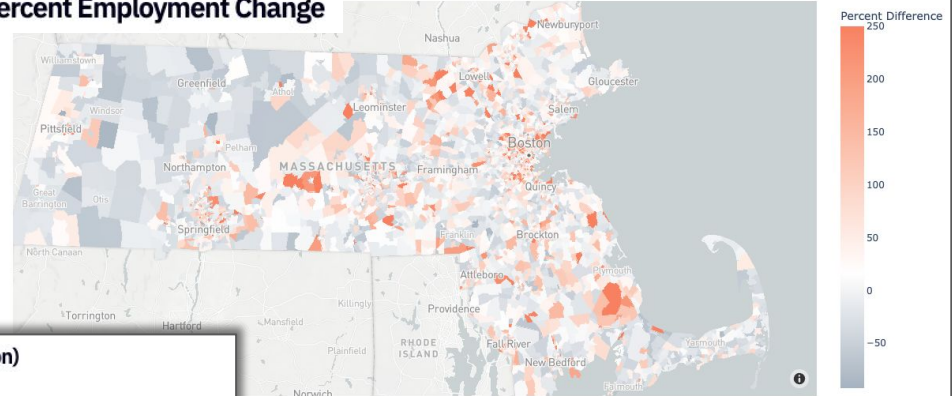 ercent Employment Change
Percent Difference
250
200
150
100
50
0
−50
Newburyport
Nashua
Williamstown
Greenfield
Lowell
Gloucester
Athol
Leominster
Windsor
Salem
Pittsfield
Boston
Pelham
Northampton
MASSACHUSETTS
Framingham
Quincy
Great
Barrington
Otis
Springfield
Franklin
Brockton
North Canaan
Attleboro
Plymouth
Killingly
Torrington
Hartford
Mansfield
Providence
Plainfield
RHODE
ISLAND
Fall River
Yarmouth
New Bedford
Falmouth
Norwich
on)